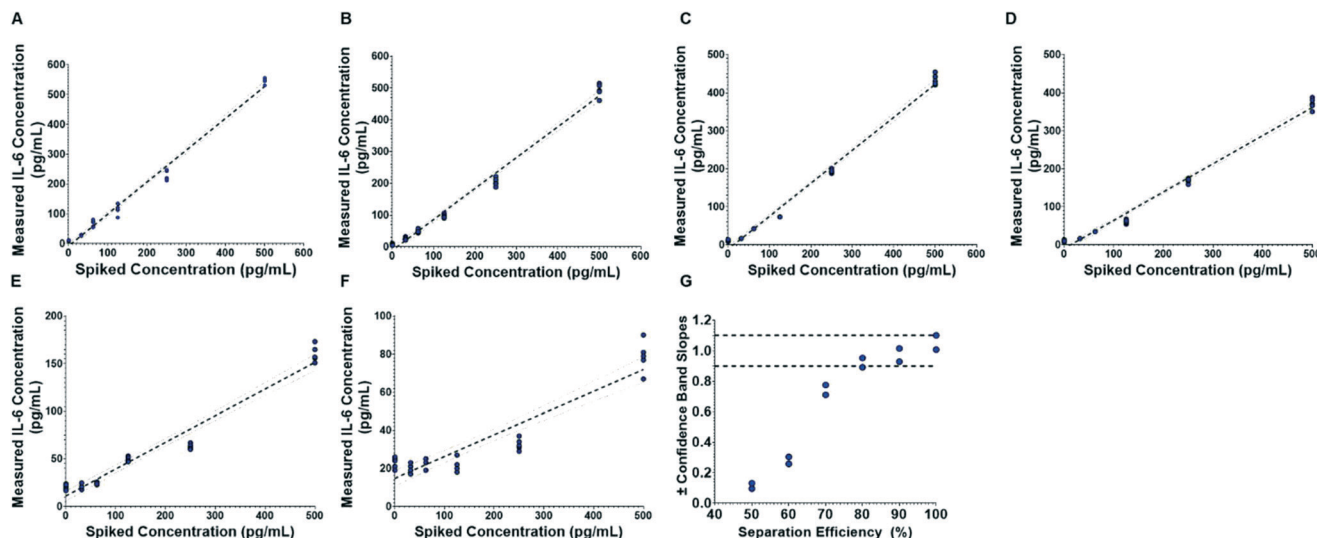 A
Measured IL-6 Concentration
(pg/mL)
600
500
400
300
200
100
0
0 100 200 300 400 500 600
Spiked Concentration (pg/mL)
B
Measured IL-6 Concentration
(pg/mL)
600
500
400
300
200
100
0
0 100 200 300 400 500 600
Spiked Concentration (pg/mL)
C
Measured IL-6 Concentration
(pg/mL)
500
400
300
200
100
0
0 100 200 300 400 500 600
Spiked Concentration (pg/mL)
D
Measured IL-6 Concentration
(pg/mL)
500
400
300
200
100
0
0 100 200 300 400 500
Spiked Concentration (pg/mL)
E
Measured IL-6 Concentration
(pg/mL)
200
150
100
50
0
0 100 200 300 400 500
Spiked Concentration (pg/mL)
F
Measured IL-6 Concentration
(pg/mL)
100
80
60
40
20
0
0 100 200 300 400 500
Spiked Concentration (pg/mL)
G
± Confidence Band Slopes
1.2
1.0
0.8
0.6
0.4
0.2
0.0
40 50 60 70 80 90 100
Separation Efficiency (%)